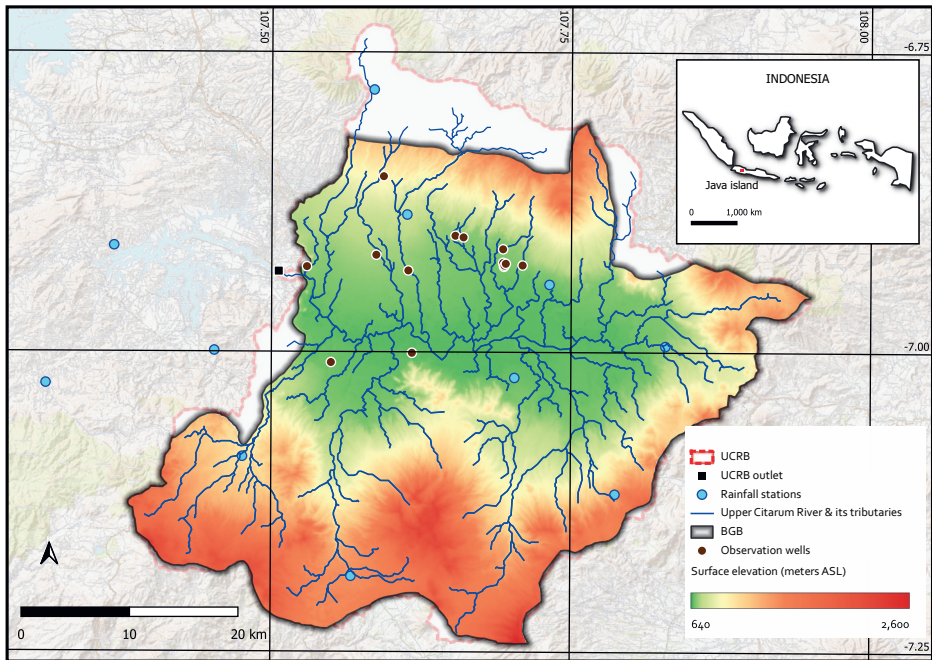 107.50
107.75
108.00
-6.75
INDONESIA
Java island
0 1,000 km
-7.00
UCRB
UCRB outlet
Rainfall stations
Upper Citarum River & its tributaries
BGB
Observation wells
Surface elevation (meters ASL)
640 2,600
0 10 20 km
-7.25